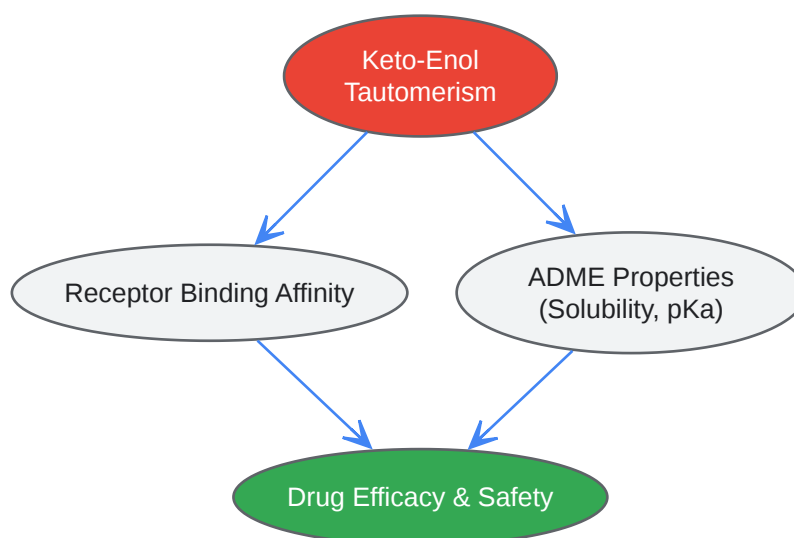 Keto-Enol
Tautomerism
Receptor Binding Affinity
ADME Properties
(Solubility, pKa)
Drug Efficacy & Safety